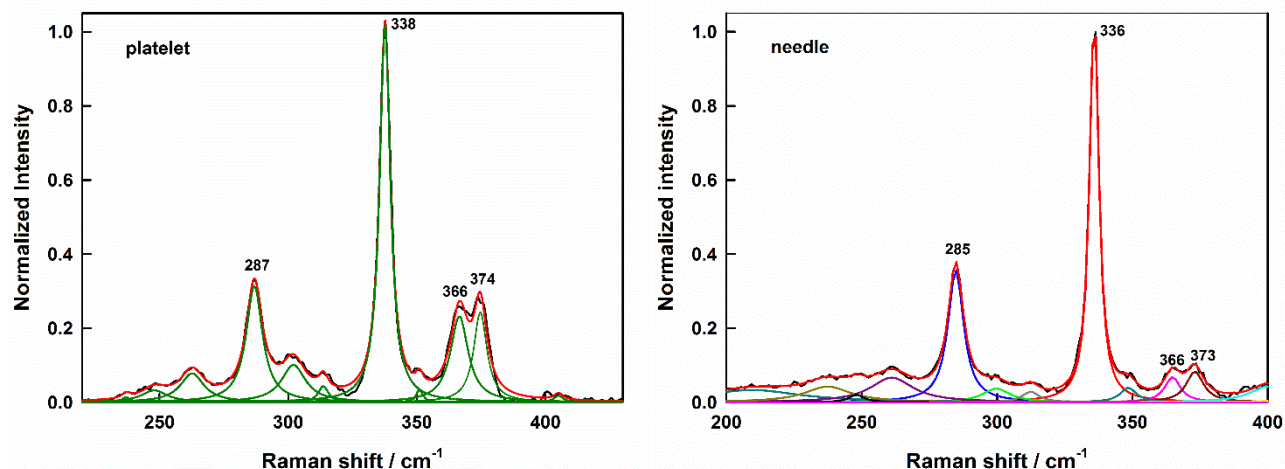 platelet
338
287
366
374
1.0
0.8
0.6
0.4
0.2
0.0
Normalized Intensity
250 300 350 400
Raman shift / cm⁻¹
needle
336
285
366
373
1.0
0.8
0.6
0.4
0.2
0.0
Normalized intensity
200 250 300 350 400
Raman shift / cm⁻¹